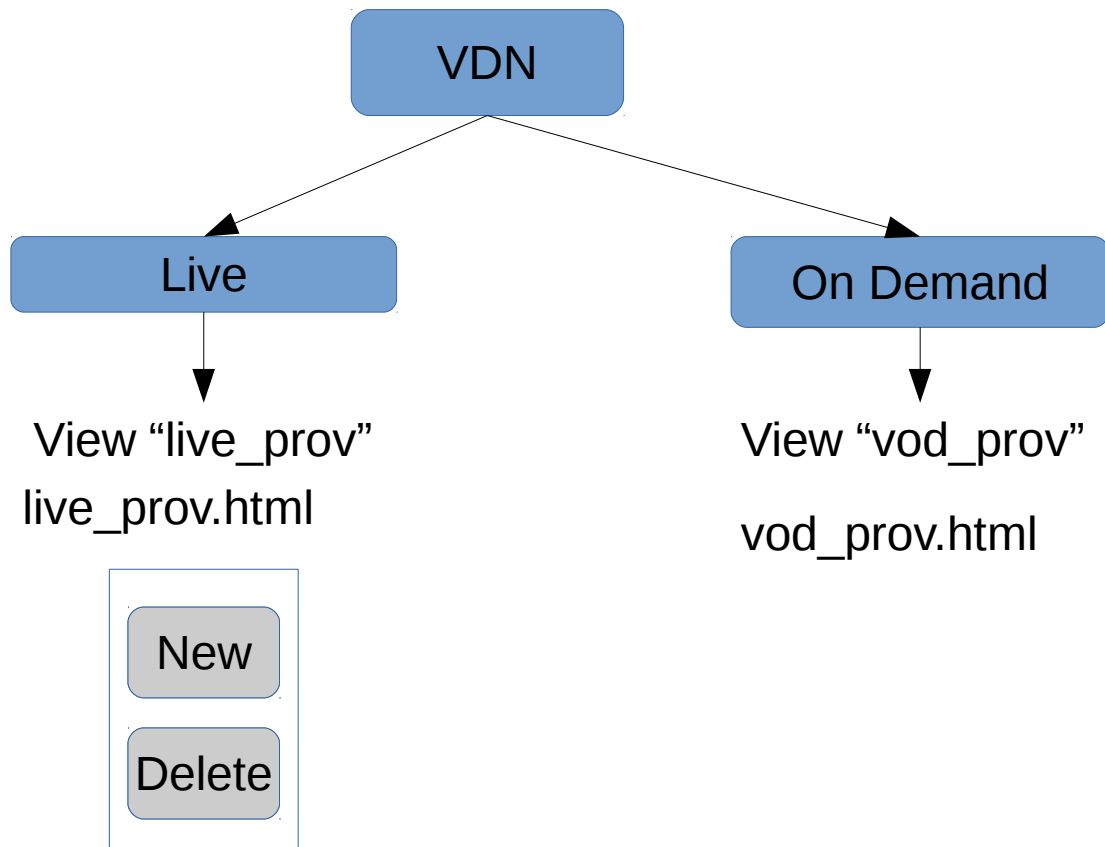 VDN
Live
On Demand
View “live_prov”
live_prov.html
View “vod_prov”
vod_prov.html
New
Delete